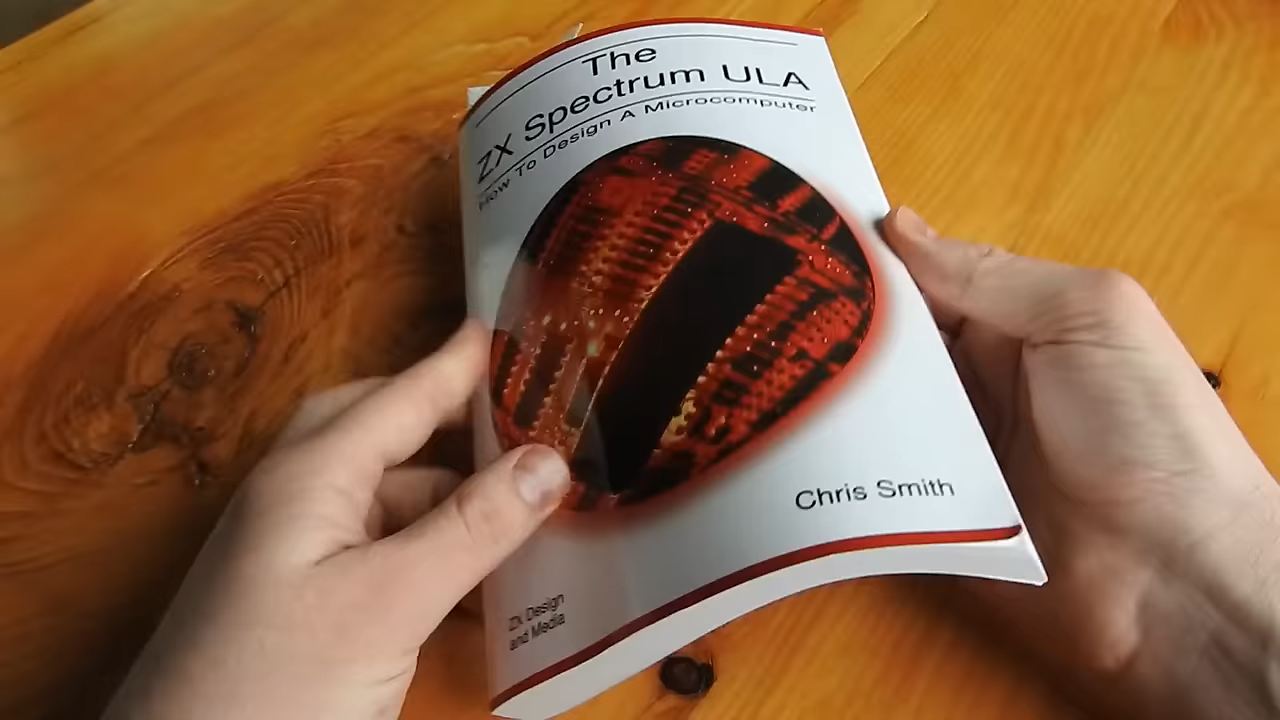 The
ZX Spectrum ULA
How To Design A Microcomputer
Chris Smith
ZX Design
and Media